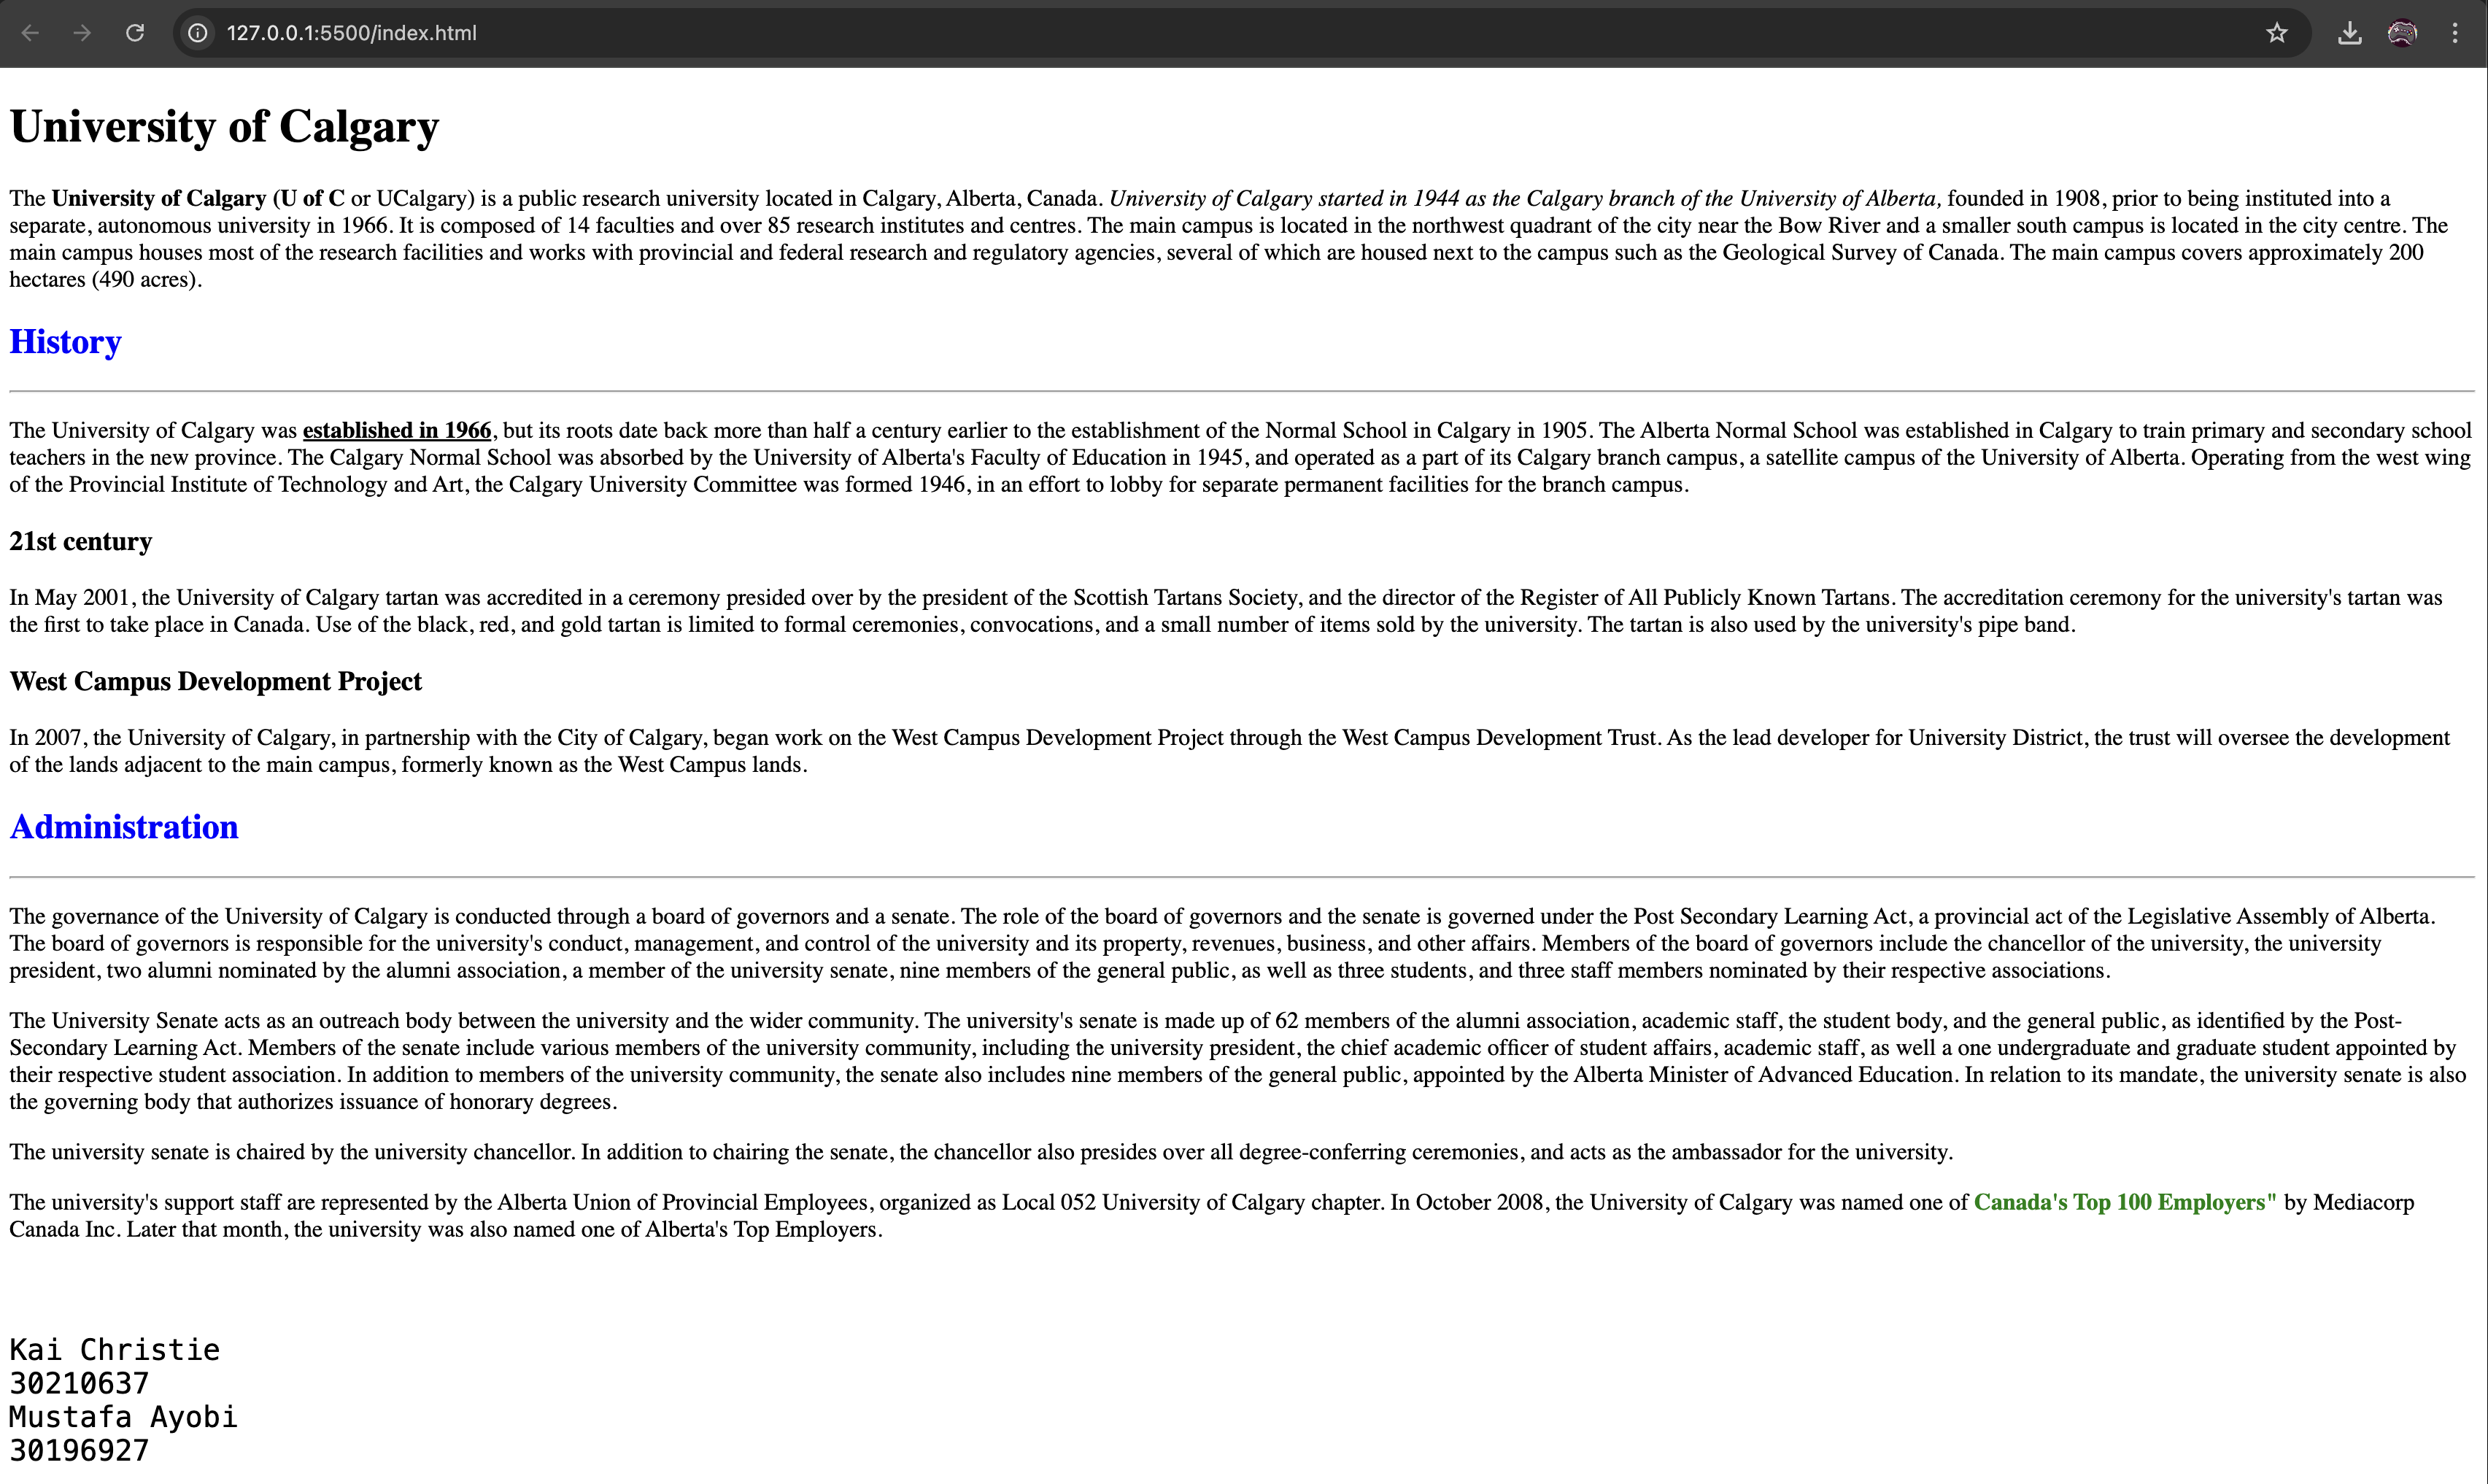 127.0.0.1:5500/index.html
University of Calgary
The University of Calgary (U of C or UCalgary) is a public research university located in Calgary, Alberta, Canada. University of Calgary started in 1944 as the Calgary branch of the University of Alberta, founded in 1908, prior to being instituted into a
separate, autonomous university in 1966. It is composed of 14 faculties and over 85 research institutes and centres. The main campus is located in the northwest quadrant of the city near the Bow River and a smaller south campus is located in the city centre. The
main campus houses most of the research facilities and works with provincial and federal research and regulatory agencies, several of which are housed next to the campus such as the Geological Survey of Canada. The main campus covers approximately 200
hectares (490 acres).
History
The University of Calgary was established in 1966, but its roots date back more than half a century earlier to the establishment of the Normal School in Calgary in 1905. The Alberta Normal School was established in Calgary to train primary and secondary school
teachers in the new province. The Calgary Normal School was absorbed by the University of Alberta's Faculty of Education in 1945, and operated as a part of its Calgary branch campus, a satellite campus of the University of Alberta. Operating from the west wing
of the Provincial Institute of Technology and Art, the Calgary University Committee was formed 1946, in an effort to lobby for separate permanent facilities for the branch campus.
21st century
In May 2001, the University of Calgary tartan was accredited in a ceremony presided over by the president of the Scottish Tartans Society, and the director of the Register of All Publicly Known Tartans. The accreditation ceremony for the university's tartan was
the first to take place in Canada. Use of the black, red, and gold tartan is limited to formal ceremonies, convocations, and a small number of items sold by the university. The tartan is also used by the university's pipe band.
West Campus Development Project
In 2007, the University of Calgary, in partnership with the City of Calgary, began work on the West Campus Development Project through the West Campus Development Trust. As the lead developer for University District, the trust will oversee the development
of the lands adjacent to the main campus, formerly known as the West Campus lands.
Administration
The governance of the University of Calgary is conducted through a board of governors and a senate. The role of the board of governors and the senate is governed under the Post Secondary Learning Act, a provincial act of the Legislative Assembly of Alberta.
The board of governors is responsible for the university's conduct, management, and control of the university and its property, revenues, business, and other affairs. Members of the board of governors include the chancellor of the university, the university
president, two alumni nominated by the alumni association, a member of the university senate, nine members of the general public, as well as three students, and three staff members nominated by their respective associations.
The University Senate acts as an outreach body between the university and the wider community. The university's senate is made up of 62 members of the alumni association, academic staff, the student body, and the general public, as identified by the Post-
Secondary Learning Act. Members of the senate include various members of the university community, including the university president, the chief academic officer of student affairs, academic staff, as well a one undergraduate and graduate student appointed by
their respective student association. In addition to members of the university community, the senate also includes nine members of the general public, appointed by the Alberta Minister of Advanced Education. In relation to its mandate, the university senate is also
the governing body that authorizes issuance of honorary degrees.
The university senate is chaired by the university chancellor. In addition to chairing the senate, the chancellor also presides over all degree-conferring ceremonies, and acts as the ambassador for the university.
The university's support staff are represented by the Alberta Union of Provincial Employees, organized as Local 052 University of Calgary chapter. In October 2008, the University of Calgary was named one of Canada's Top 100 Employers" by Mediacorp
Canada Inc. Later that month, the university was also named one of Alberta's Top Employers.
Kai Christie
30210637
Mustafa Ayobi
30196927